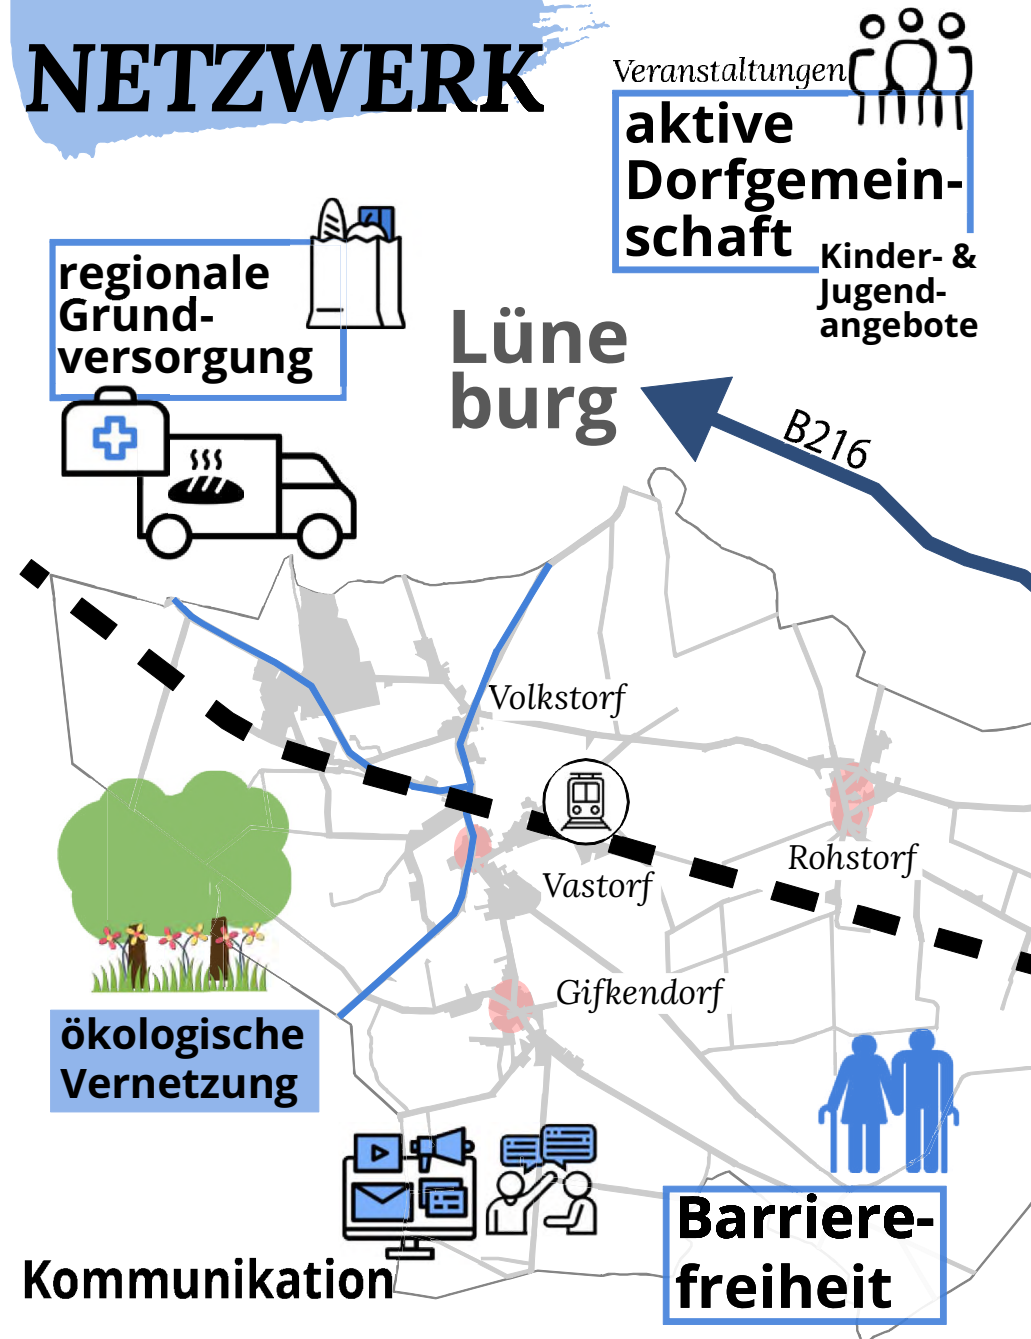 NETZWERK
Veranstaltungen
aktive
Dorfgemein-
schaft
Kinder- &
Jugend-
angebote
regionale
Grund-
versorgung
Lüne
burg
B216
Volkstorf
Vastorf
Rohstorf
Gifkendorf
ökologische
Vernetzung
Kommunikation
Barriere-
freiheit